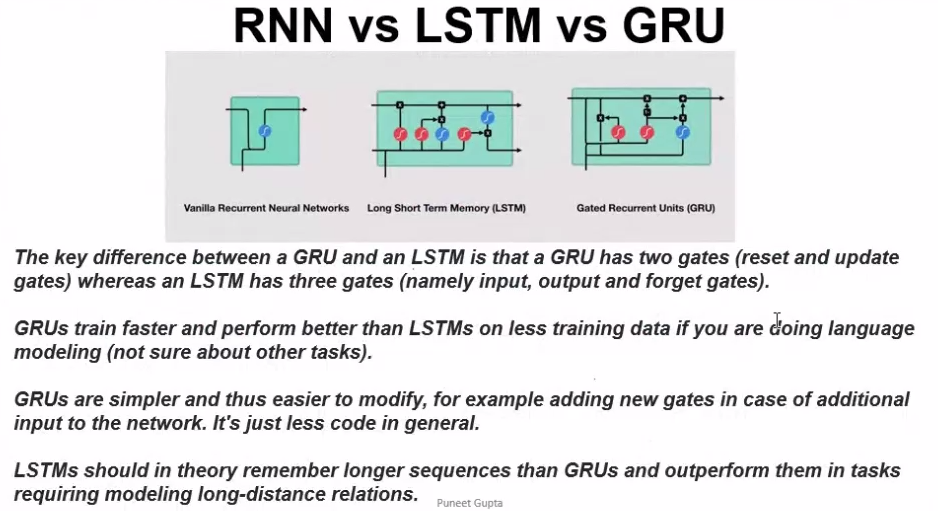 RNN vs LSTM vs GRU
Vanilla Recurrent Neural Networks
Long Short Term Memory (LSTM)
Gated Recurrent Units (GRU)
The key difference between a GRU and an LSTM is that a GRU has two gates (reset and update
gates) whereas an LSTM has three gates (namely input, output and forget gates).
GRUs train faster and perform better than LSTMs on less training data if you are doing language
modeling (not sure about other tasks).
GRUs are simpler and thus easier to modify, for example adding new gates in case of additional
input to the network. It's just less code in general.
LSTMs should in theory remember longer sequences than GRUs and outperform them in tasks
requiring modeling long-distance relations.
Puneet Gupta